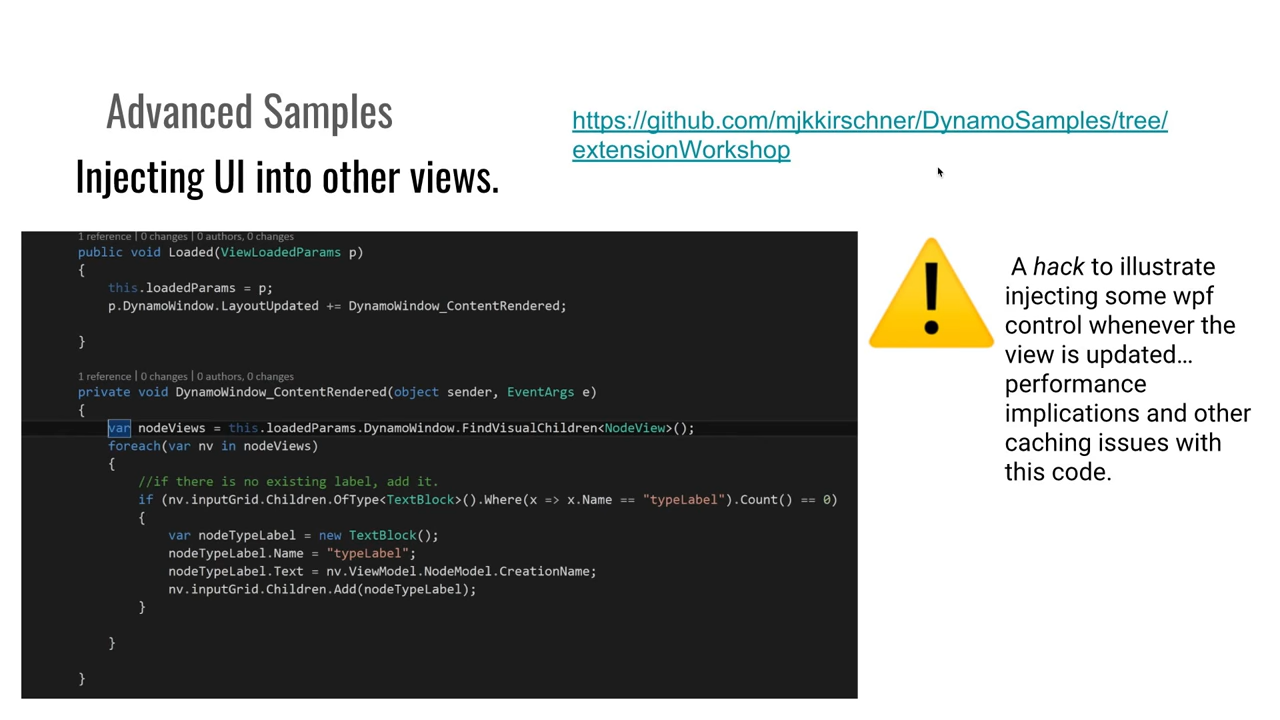 Advanced Samples
Injecting UI into other views.
https://github.com/mjkkirschner/DynamoSamples/tree/
extensionWorkshop
1 reference | 0 changes | 0 authors, 0 changes
public void Loaded(ViewLoadedParams p)
{
this.loadedParams = p;
p.DynamoWindow.LayoutUpdated += DynamoWindow_ContentRendered;
}
1 reference | 0 changes | 0 authors, 0 changes
private void DynamoWindow_ContentRendered(object sender, EventArgs e)
{
var nodeViews = this.loadedParams.DynamoWindow.FindVisualChildren<NodeView>();
foreach(var nv in nodeViews)
{
//if there is no existing label, add it.
if (nv.inputGrid.Children.OfType<TextBlock>().Where(x => x.Name == "typeLabel").Count() == 0)
{
var nodeTypeLabel = new TextBlock();
nodeTypeLabel.Name = "typeLabel";
nodeTypeLabel.Text = nv.ViewModel.NodeModel.CreationName;
nv.inputGrid.Children.Add(nodeTypeLabel);
}
}
}
A hack to illustrate
injecting some wpf
control whenever the
view is updated…
performance
implications and other
caching issues with
this code.